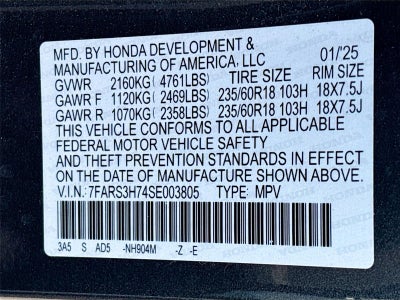 MFD. BY HONDA DEVELOPMENT &
MANUFACTURING OF AMERICA, LLC 01/'25
GVWR 2160KG( 4761LBS) TIRE SIZE RIM SIZE
GAWR F 1120KG( 2469LBS) 235/60R18 103H 18X7.5J
GAWR R 1070KG( 2358LBS) 235/60R18 103H 18X7.5J
THIS VEHICLE CONFORMS TO ALL APPLICABLE
FEDERAL MOTOR VEHICLE SAFETY
AND THEFT PREVENTION STANDARDS IN EFFECT
ON THE DATE OF MANUFACTURE SHOWN ABOVE.
V.I.N.: 7FARS3H74SE003805 TYPE: MPV
3A5 S AD5 -NH904M -Z -E